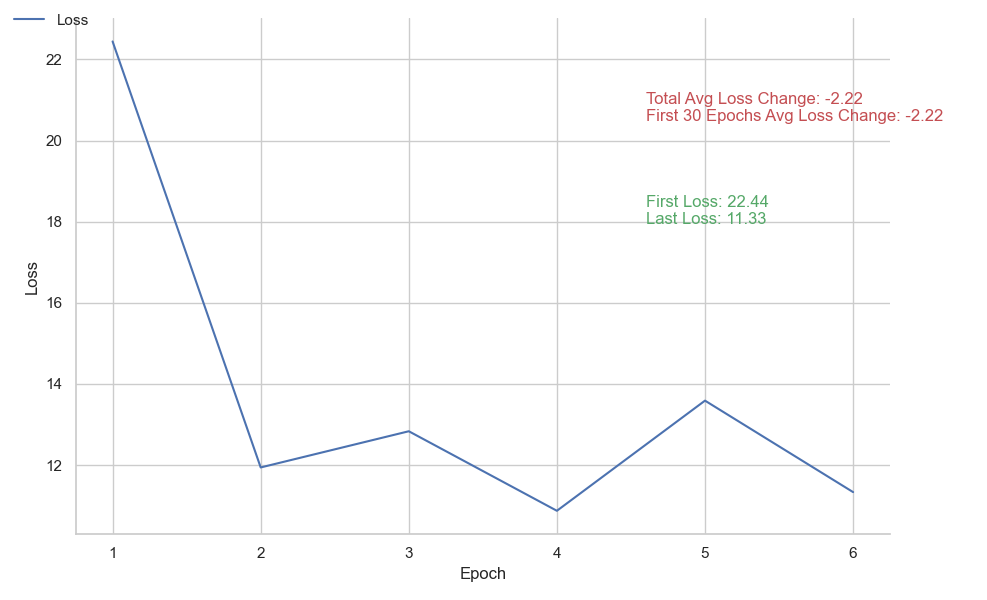 Loss
22
20
18
16
14
12
Loss
Total Avg Loss Change: -2.22
First 30 Epochs Avg Loss Change: -2.22
First Loss: 22.44
Last Loss: 11.33
1 2 3 4 5 6
Epoch